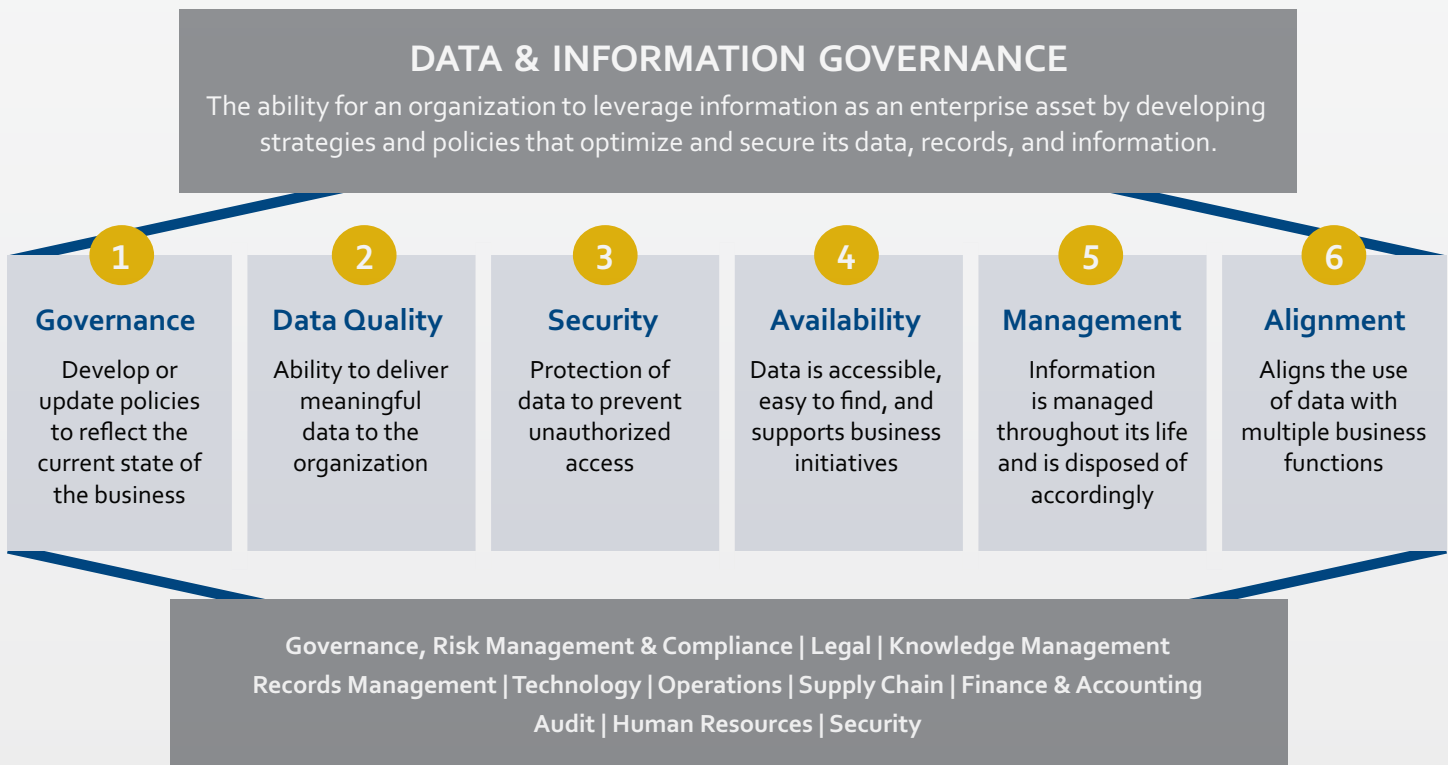 DATA & INFORMATION GOVERNANCE
The ability for an organization to leverage information as an enterprise asset by developing
strategies and policies that optimize and secure its data, records, and information.
1
Governance
Develop or
update policies
to reflect the
current state of
the business
2
Data Quality
Ability to deliver
meaningful
data to the
organization
3
Security
Protection of
data to prevent
unauthorized
access
4
Availability
Data is accessible,
easy to find, and
supports business
initiatives
5
Management
Information
is managed
throughout its life
and is disposed of
accordingly
6
Alignment
Aligns the use
of data with
multiple business
functions
Governance, Risk Management & Compliance | Legal | Knowledge Management
Records Management | Technology | Operations | Supply Chain | Finance & Accounting
Audit | Human Resources | Security